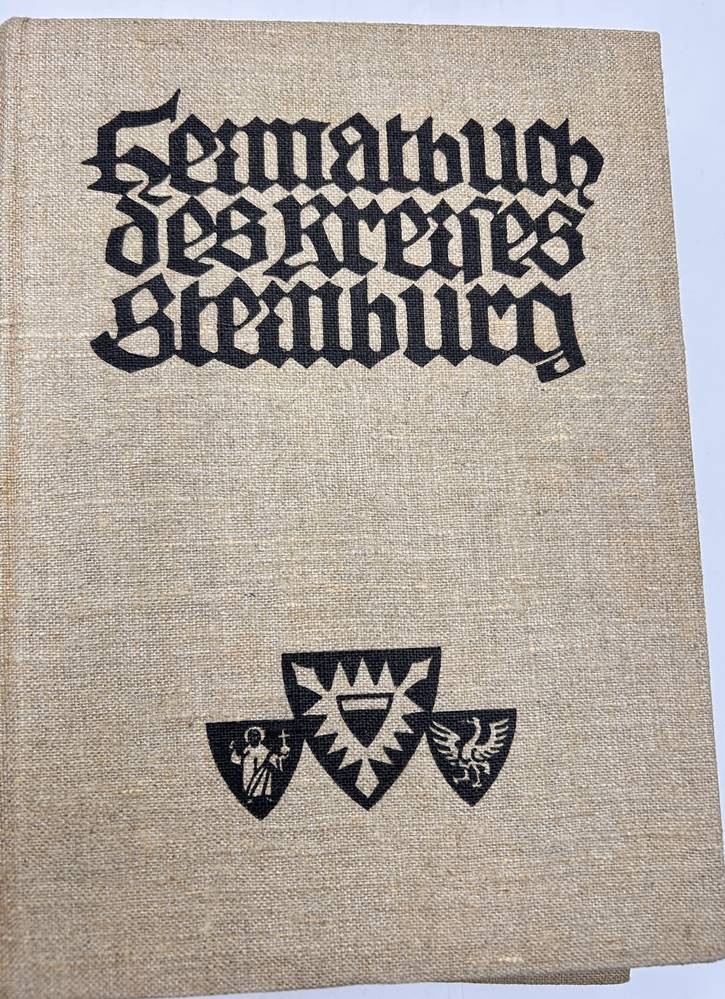 Heimatbuch
des Kreises
Steinburg